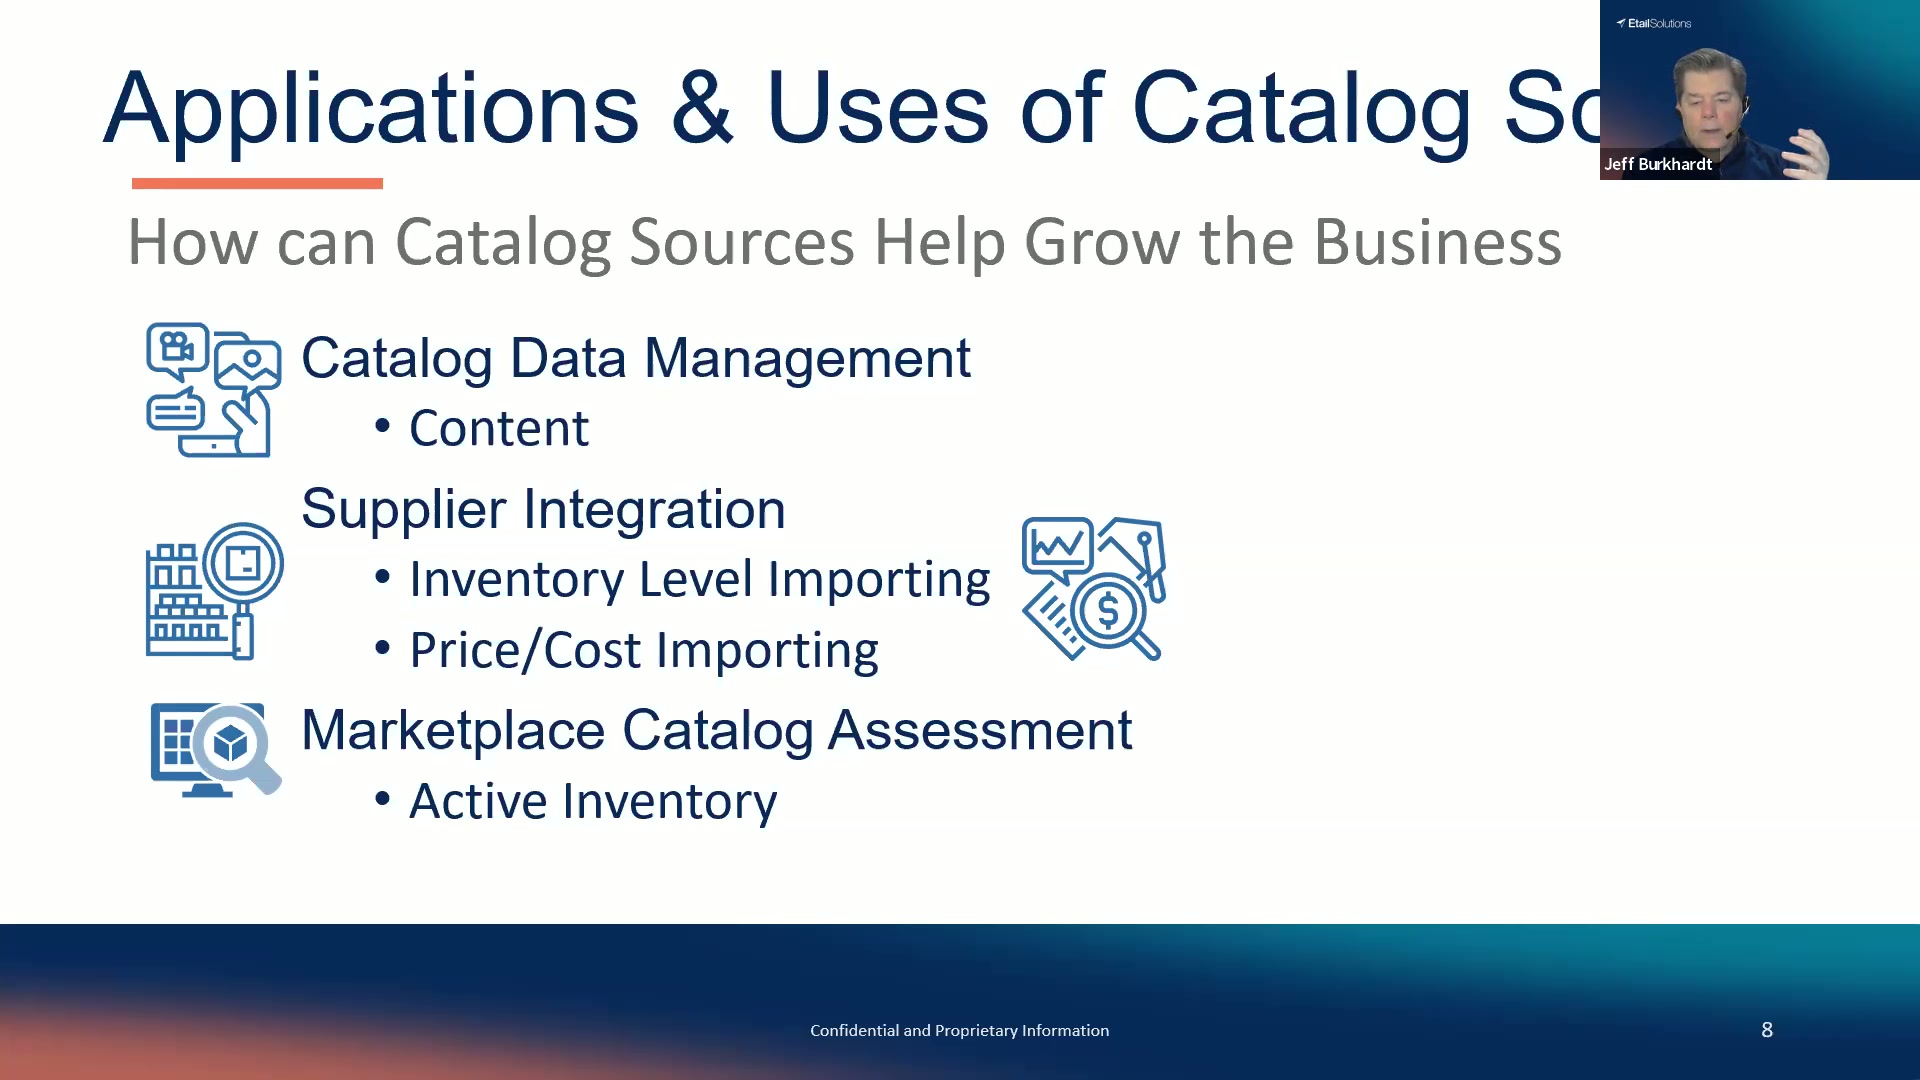 Applications & Uses of Catalog
EtailSolutions
Jeff Burkhardt
How can Catalog Sources Help Grow the Business
Catalog Data Management
• Content
Supplier Integration
• Inventory Level Importing
• Price/Cost Importing
Marketplace Catalog Assessment
• Active Inventory
Confidential and Proprietary Information
8